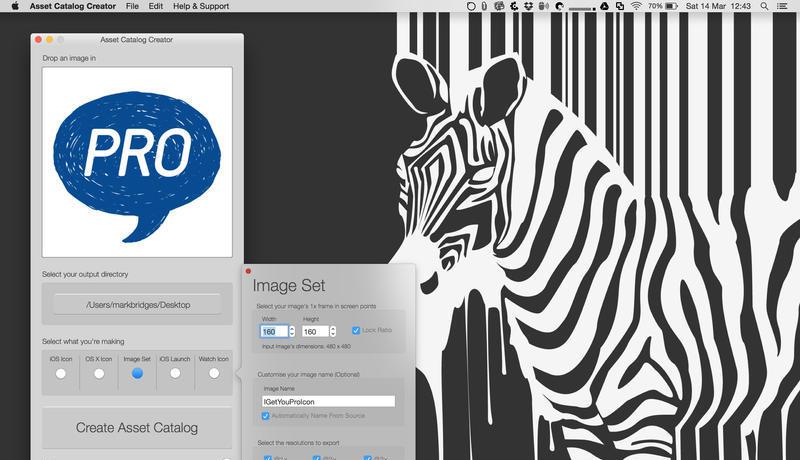 Asset Catalog Creator File Edit Help & Support 70% Sat 14 Mar 12:43
Asset Catalog Creator
Drop an image in
PRO
Select your output directory
/Users/markbridges/Desktop
Select what you're making
iOS Icon OS X Icon Image Set iOS Launch Watch Icon
Create Asset Catalog
Image Set
Select your image's 1x frame in screen points
Width Height
160 160 Lock Ratio
Input image's dimensions: 480 x 480
Customise your image name (Optional)
Image Name
IGetYouProIcon
Automatically Name From Source
Select the resolutions to export